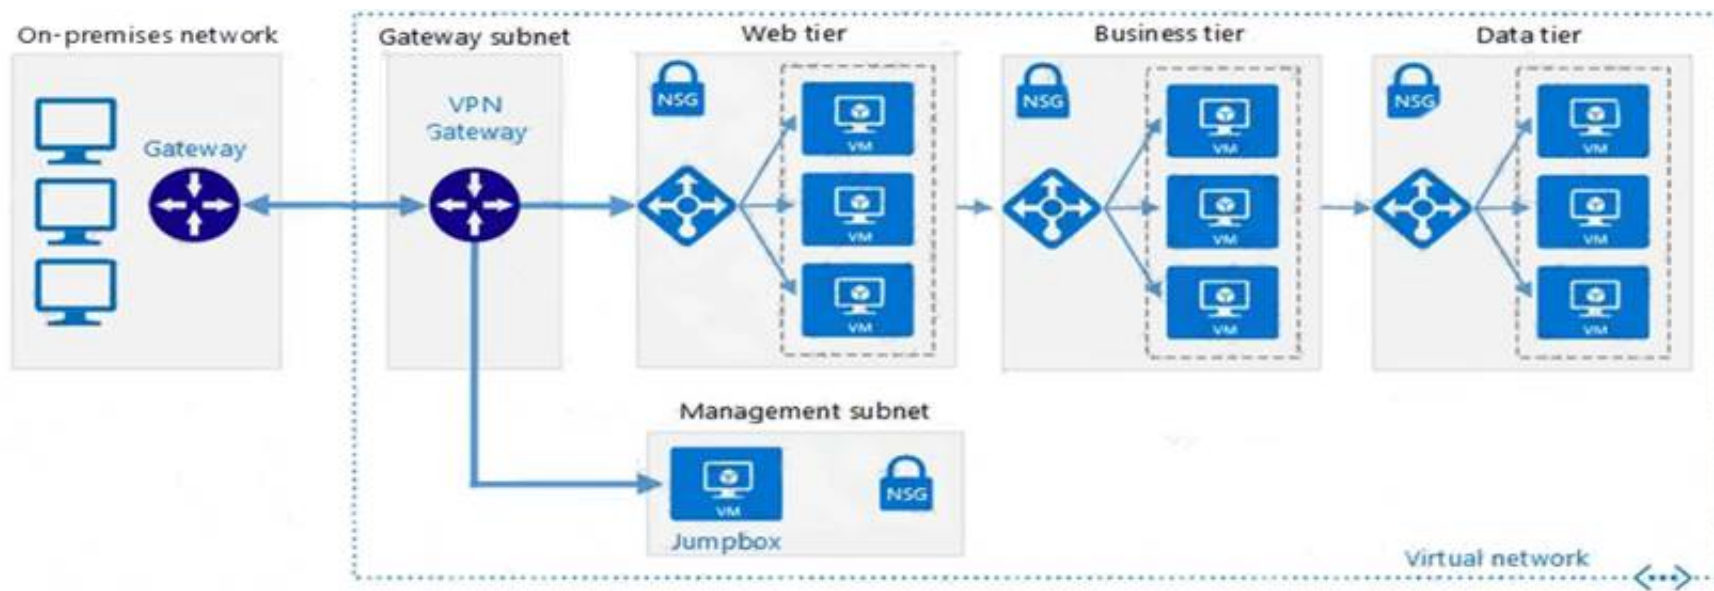 On-premises network
Gateway subnet
Web tier
Business tier
Data tier
Gateway
VPN
Gateway
NSG
VM
VM
VM
NSG
VM
VM
VM
NSG
VM
VM
VM
Management subnet
VM
Jumpbox
NSG
Virtual network